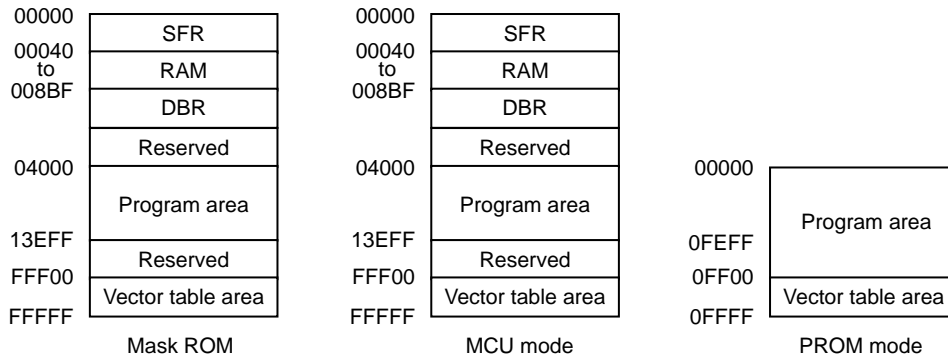 00000
SFR
00040
to
008BF
RAM
DBR
Reserved
04000
Program area
13EFF
Reserved
FFF00
Vector table area
FFFFF
Mask ROM
00000
SFR
00040
to
008BF
RAM
DBR
Reserved
04000
Program area
13EFF
Reserved
FFF00
Vector table area
FFFFF
MCU mode
00000
Program area
0FEFF
0FF00
Vector table area
0FFFF
PROM mode